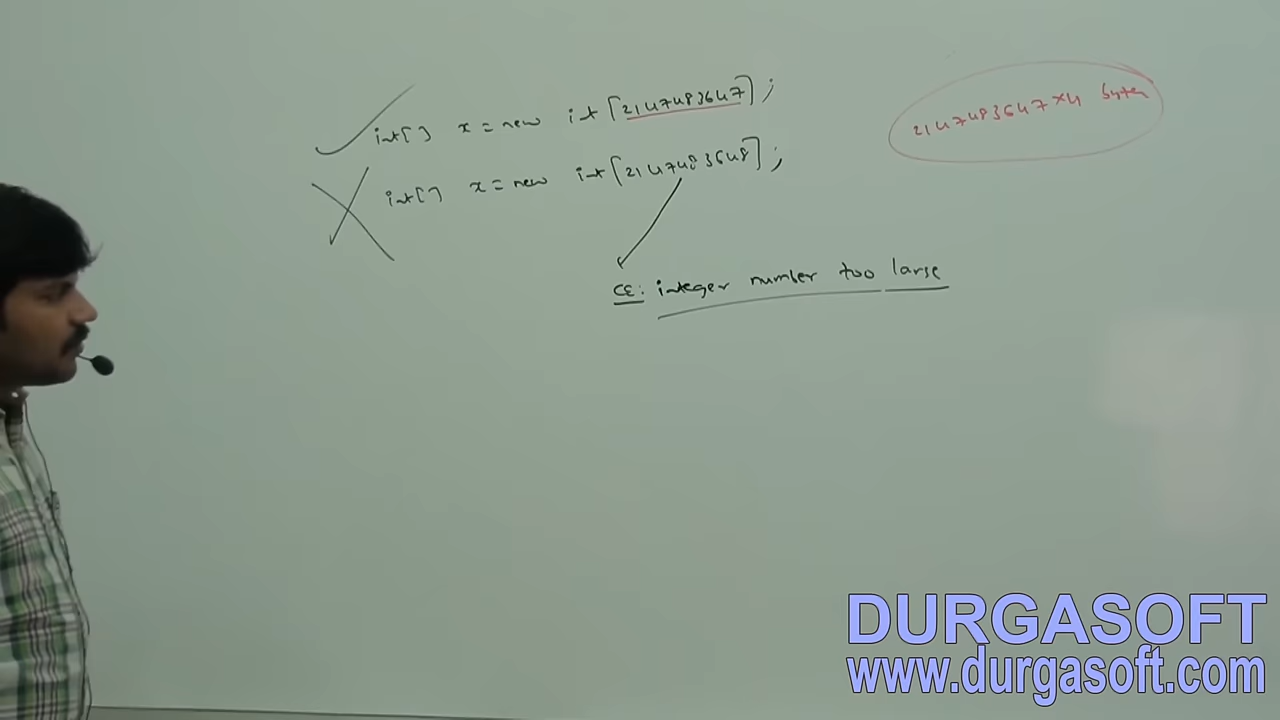 int[] x = new int[2147483647];
2147483647 x 4 bytes
int[] x = new int[2147483648];
CE: integer number too large
DURGASOFT
www.durgasoft.com